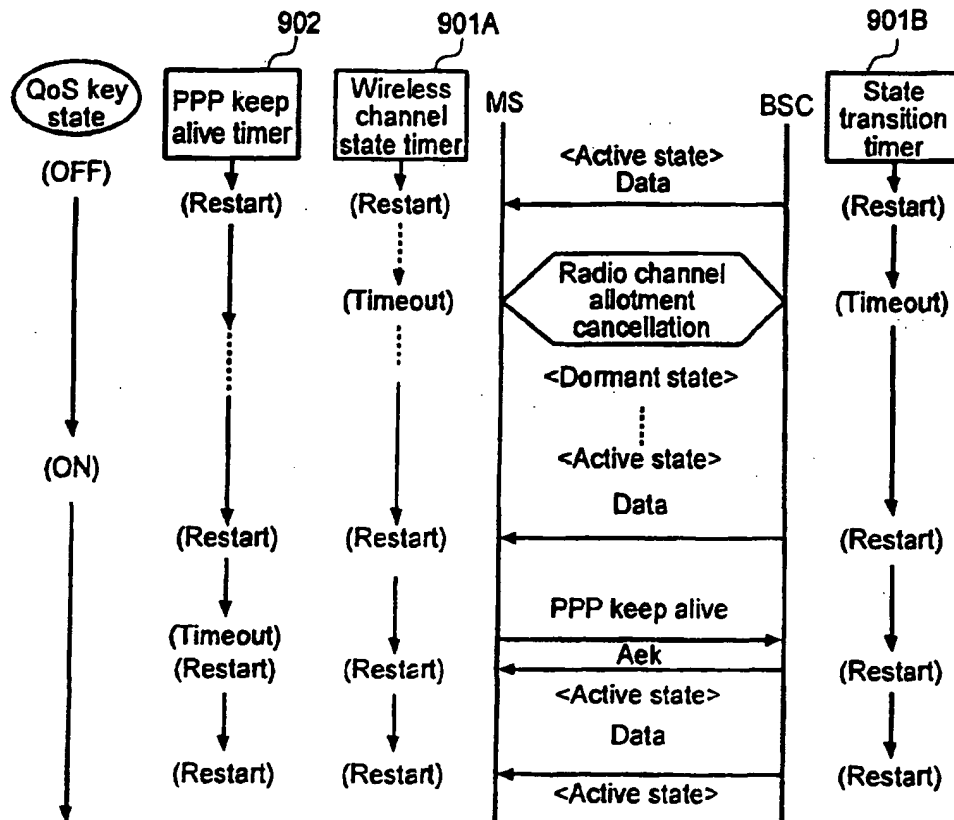 902
901A
901B
QoS key
state
PPP keep
alive timer
Wireless
channel
state timer
MS
BSC
State
transition
timer
(OFF)
<Active state>
Data
(Restart)
(Restart)
(Restart)
(Timeout)
Radio channel
allotment
cancellation
(Timeout)
<Dormant state>
(ON)
<Active state>
Data
(Restart)
(Restart)
(Restart)
PPP keep alive
(Timeout)
Aek
(Restart)
(Restart)
(Restart)
<Active state>
Data
(Restart)
(Restart)
(Restart)
<Active state>